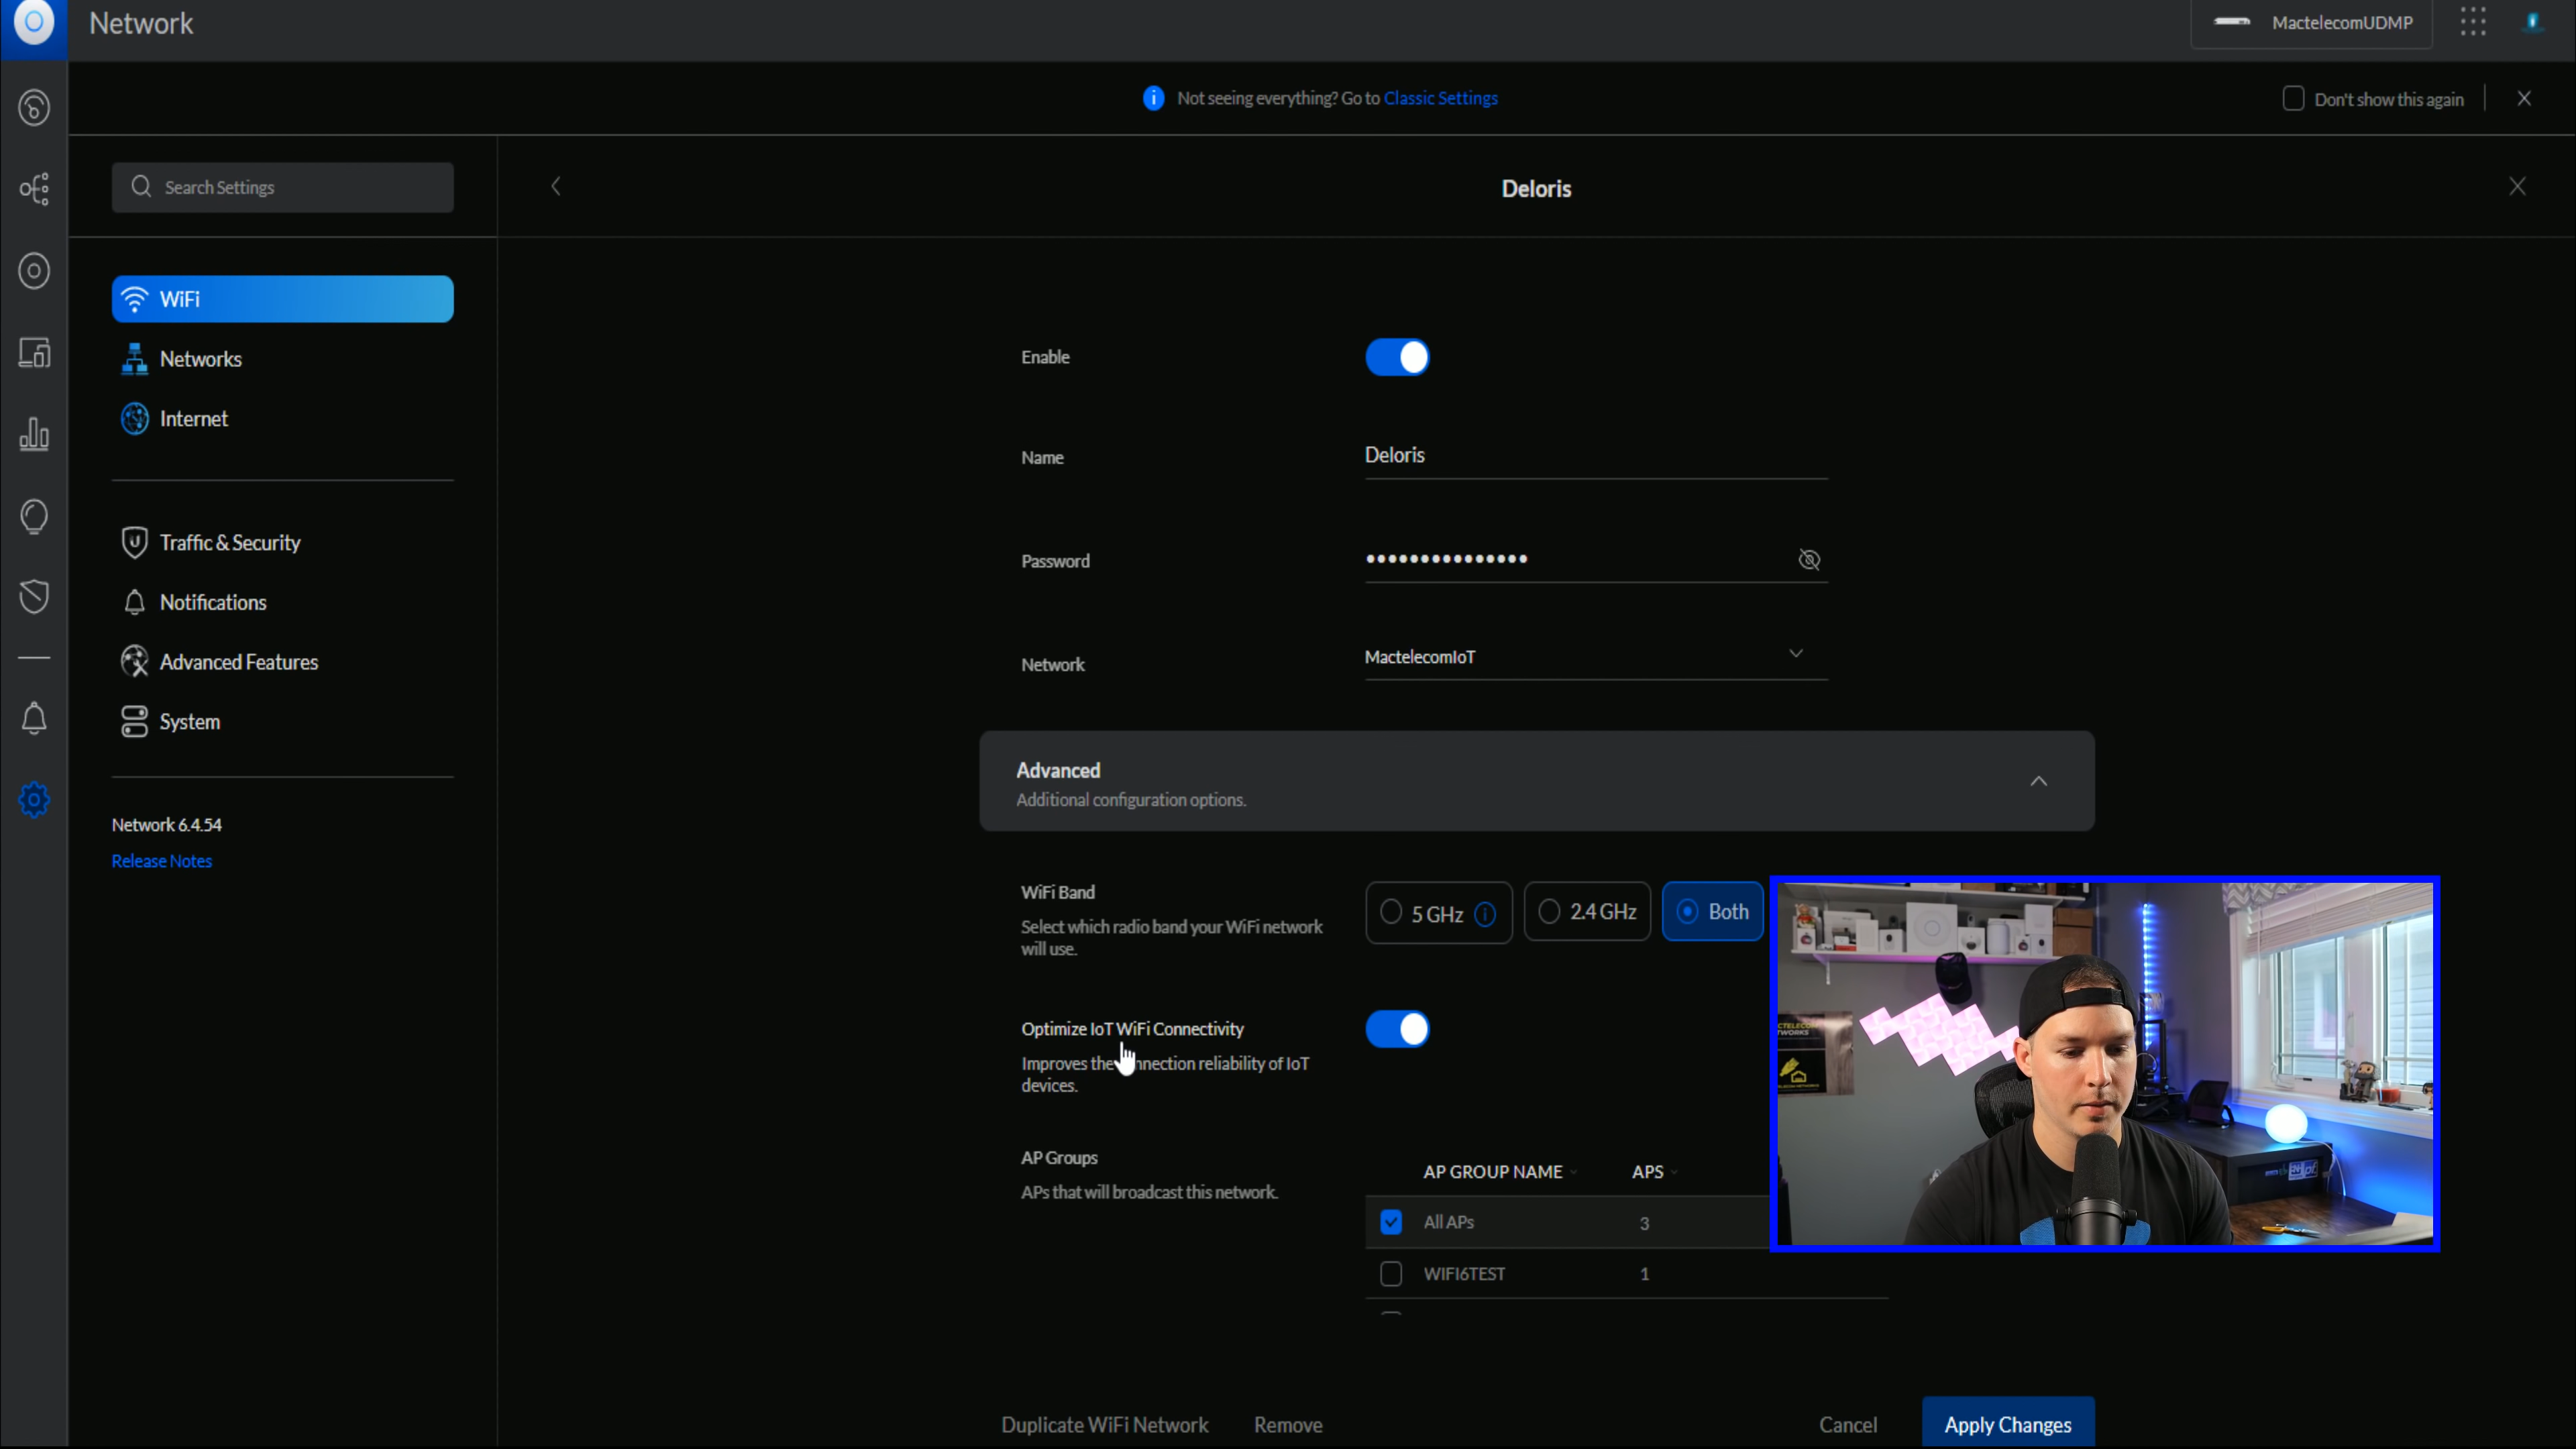 Network
MactelecomUDMP
Not seeing everything? Go to Classic Settings
Don't show this again
Search Settings
Deloris
WiFi
Networks
Internet
Traffic & Security
Notifications
Advanced Features
System
Network 6.4.54
Release Notes
Enable
Name
Deloris
Password
Network
MactelecomIoT
Advanced
Additional configuration options.
WiFi Band
Select which radio band your WiFi network
will use.
5 GHz
2.4 GHz
Both
Optimize IoT WiFi Connectivity
Improves the nnection reliability of IoT
devices.
AP Groups
APs that will broadcast this network.
AP GROUP NAME
APS
All APs
3
WIFI6TEST
1
Duplicate WiFi Network
Remove
Cancel
Apply Changes